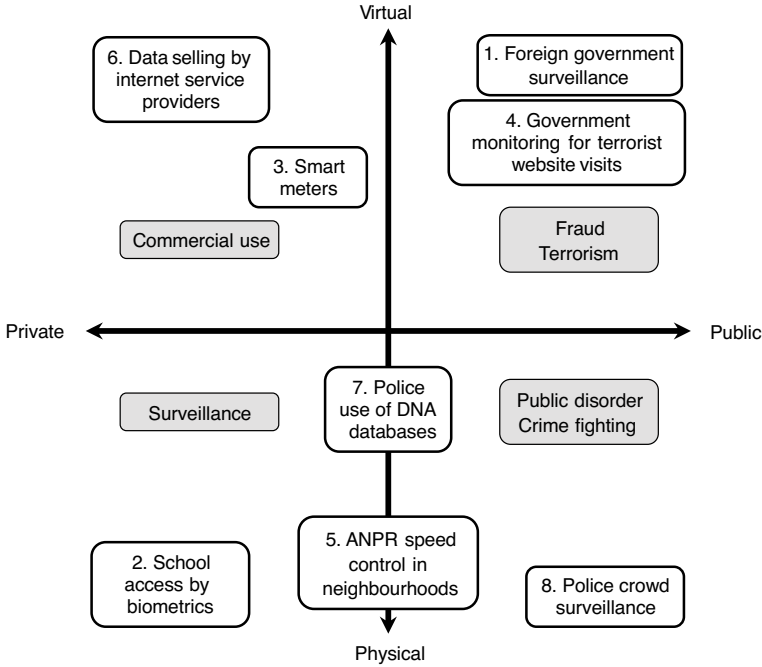 Virtual
6. Data selling by
internet service
providers
1. Foreign government
surveillance
4. Government
monitoring for terrorist
website visits
3. Smart
meters
Commercial use
Fraud
Terrorism
Private
Public
7. Police
use of DNA
databases
Surveillance
Public disorder
Crime fighting
2. School
access by
biometrics
5. ANPR speed
control in
neighbourhoods
8. Police crowd
surveillance
Physical